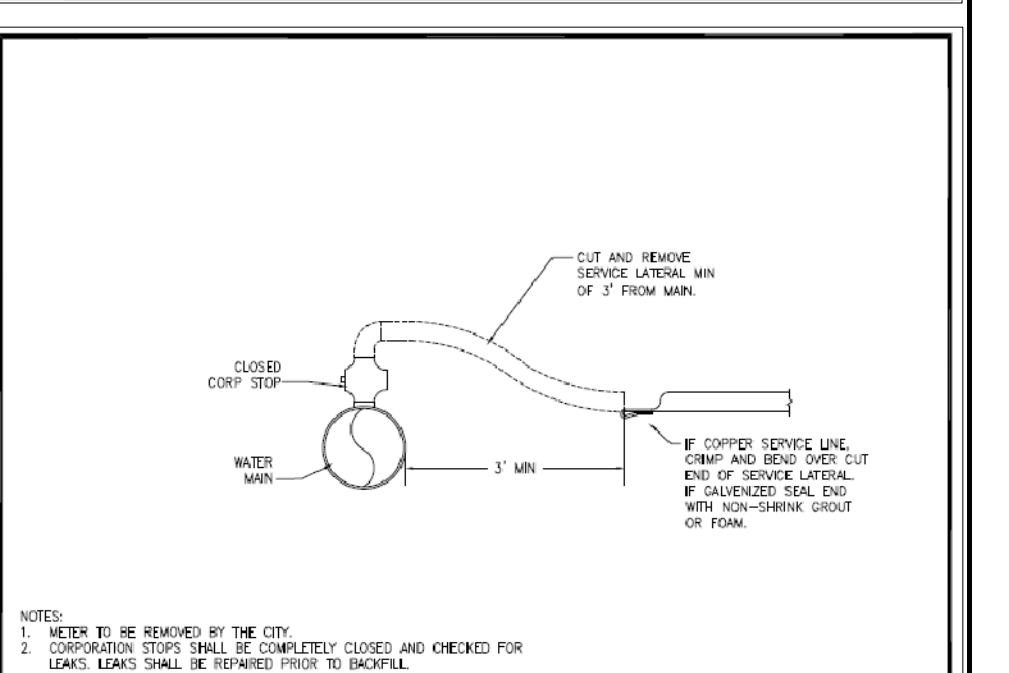 CUT AND REMOVE
SERVICE LATERAL MIN
OF 3' FROM MAIN.
CLOSED
CORP STOP
WATER
MAIN
3' MIN
IF COPPER SERVICE LINE,
CRIMP AND BEND OVER CUT
END OF SERVICE LATERAL.
IF GALVENIZED SEAL END
WITH NON-SHRINK GROUT
OR FOAM.
NOTES:
1. METER TO BE REMOVED BY THE CITY.
2. CORPORATION STOPS SHALL BE COMPLETELY CLOSED AND CHECKED FOR
LEAKS. LEAKS SHALL BE REPAIRED PRIOR TO BACKFILL.